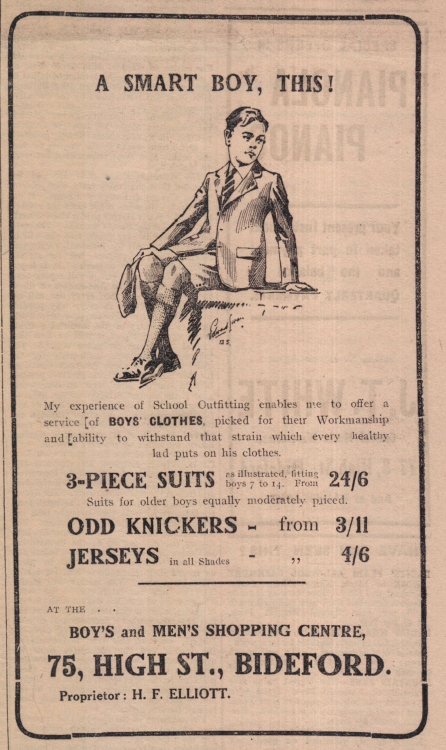 A SMART BOY, THIS!
My experience of School Outfitting enables me to offer a
service [of BOYS' CLOTHES, picked for their Workmanship
and [ability to withstand that strain which every healthy
lad puts on his clothes.
3-PIECE SUITS as illustrated, fitting boys 7 to 14. From 24/6
Suits for older boys equally moderately priced.
ODD KNICKERS - from 3/11
JERSEYS in all Shades - ,, 4/6
AT THE . .
BOY'S and MEN'S SHOPPING CENTRE,
75, HIGH ST., BIDEFORD.
Proprietor: H. F. ELLIOTT.